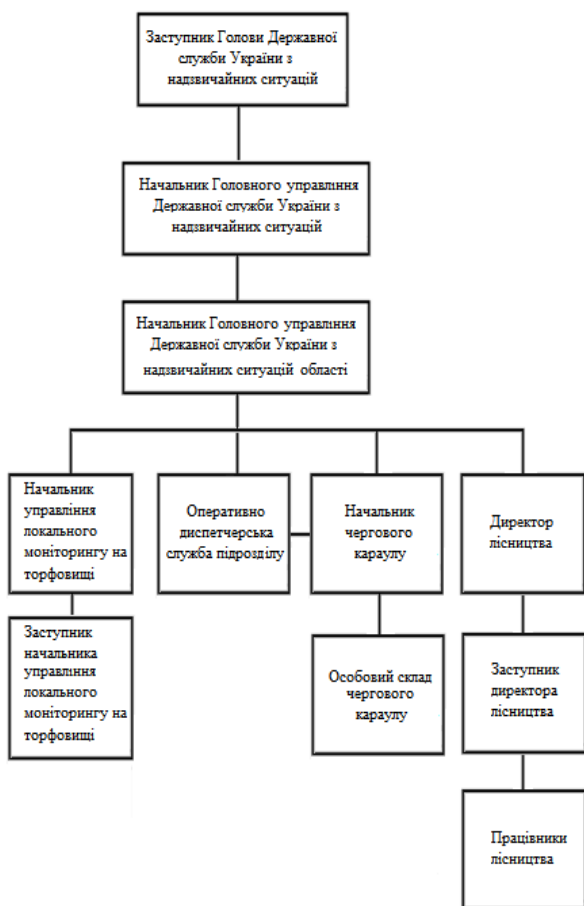 Заступник Голови Державної
служби України з
надзвичайних ситуацій
Начальник Головного управління
Державної служби України з
надзвичайних ситуацій
Начальник Головного управління
Державної служби України з
надзвичайних ситуацій області
Начальник
управління
локального
моніторингу на
торфовищі
Оперативно
диспетчерська
служба підрозділу
Начальник
чергового
караулу
Директор
лісництва
Заступник
начальника
управління
локального
моніторингу на
торфовищі
Особовий склад
чергового
караулу
Заступник
директора
лісництва
Працівники
лісництва